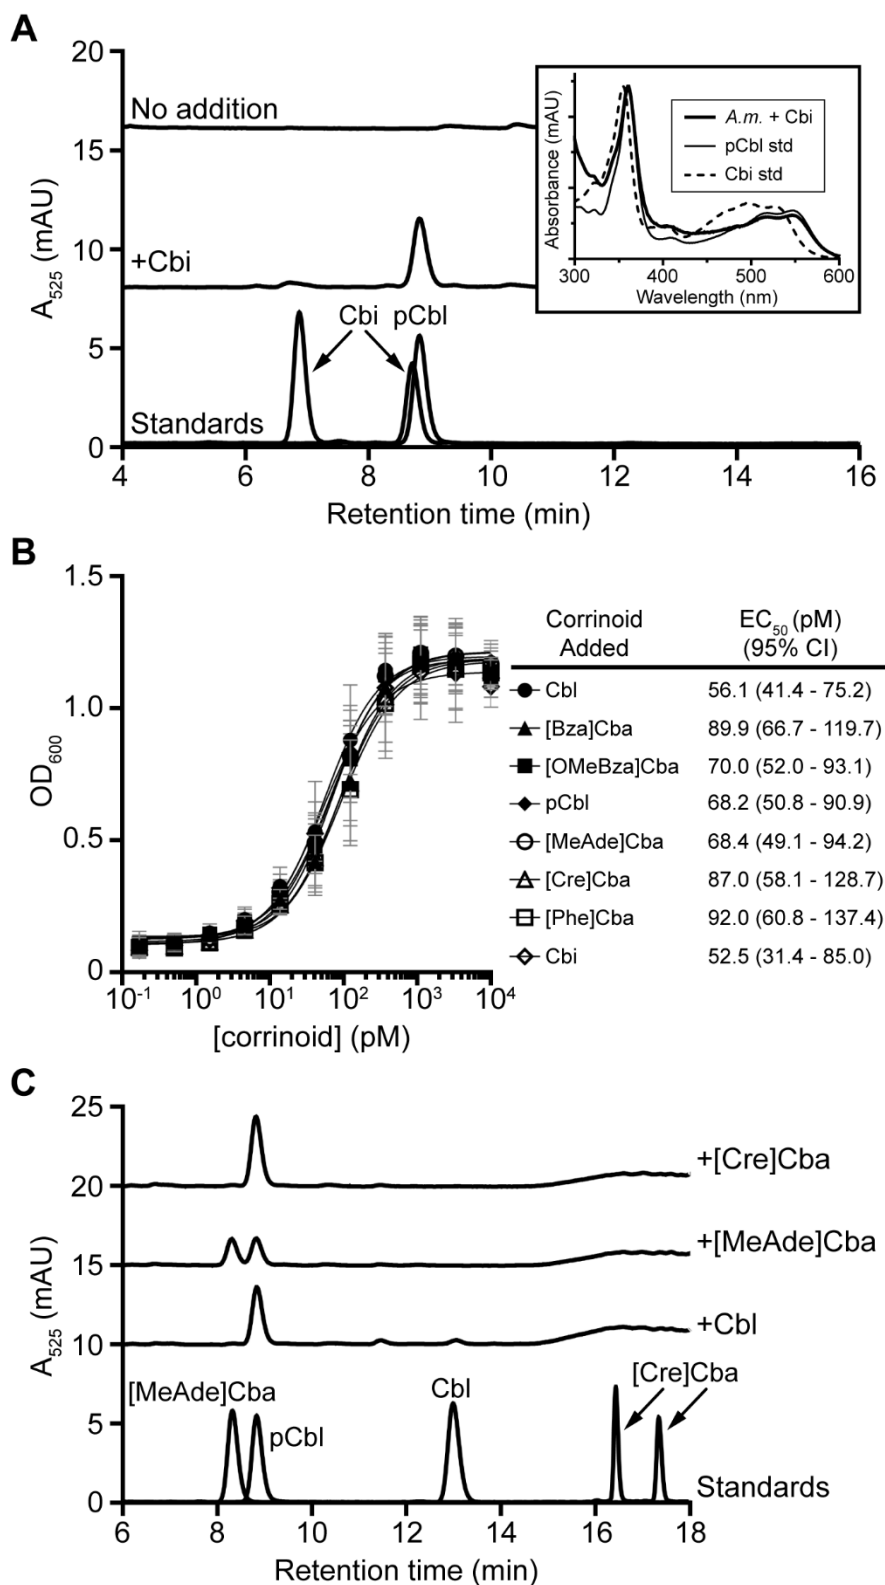 A
20
15
10
5
0
A525 (mAU)
No addition
+Cbi
Cbi pCbl
Standards
4 6 8 10 12 14 16
Retention time (min)
Absorbance (mAU)
A.m. + Cbi
pCbl std
Cbi std
300 400 500 600
Wavelength (nm)
B
1.5
1.0
0.5
0
OD600
10-1 100 101 102 103 104
[corrinoid] (pM)
Corrinoid Added EC50 (pM) (95% CI)
Cbl 56.1 (41.4 - 75.2)
[Bza]Cba 89.9 (66.7 - 119.7)
[OMeBza]Cba 70.0 (52.0 - 93.1)
pCbl 68.2 (50.8 - 90.9)
[MeAde]Cba 68.4 (49.1 - 94.2)
[Cre]Cba 87.0 (58.1 - 128.7)
[Phe]Cba 92.0 (60.8 - 137.4)
Cbi 52.5 (31.4 - 85.0)
C
25
20
15
10
5
0
A525 (mAU)
+[Cre]Cba
+[MeAde]Cba
+Cbl
[MeAde]Cba
pCbl
Cbl
[Cre]Cba
Standards
6 8 10 12 14 16 18
Retention time (min)